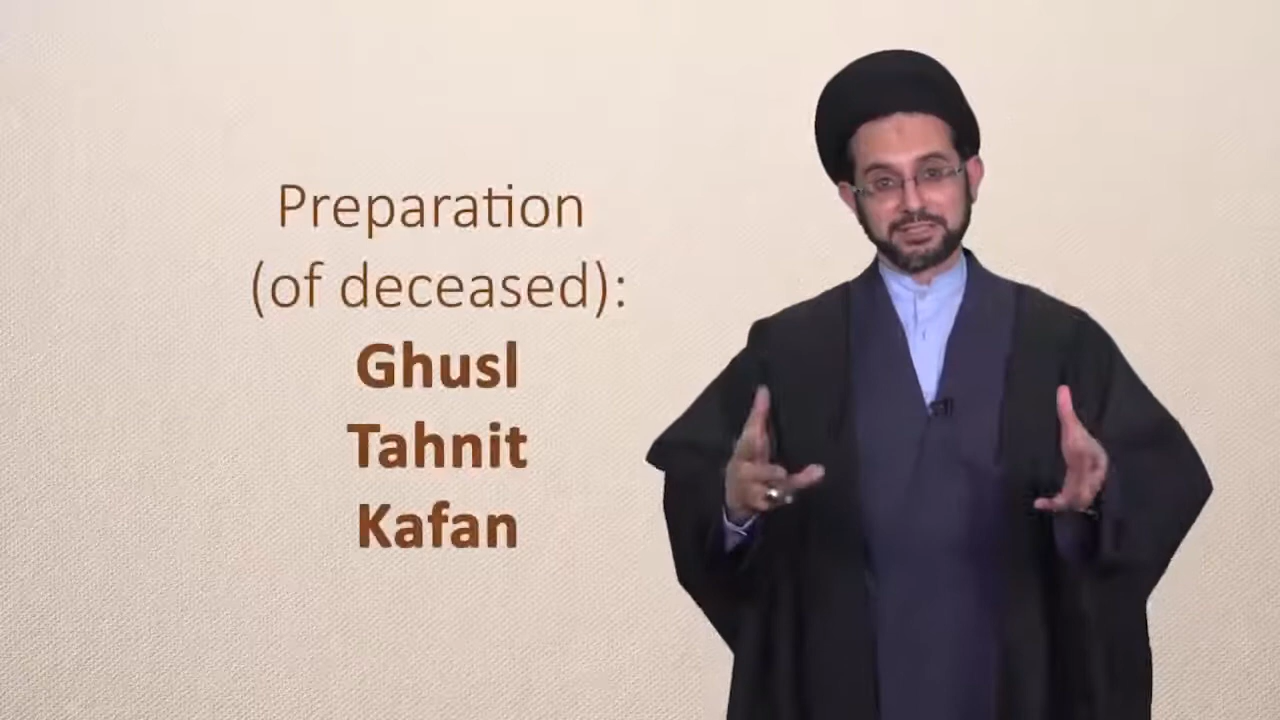 Preparation
(of deceased):
Ghusl
Tahnit
Kafan